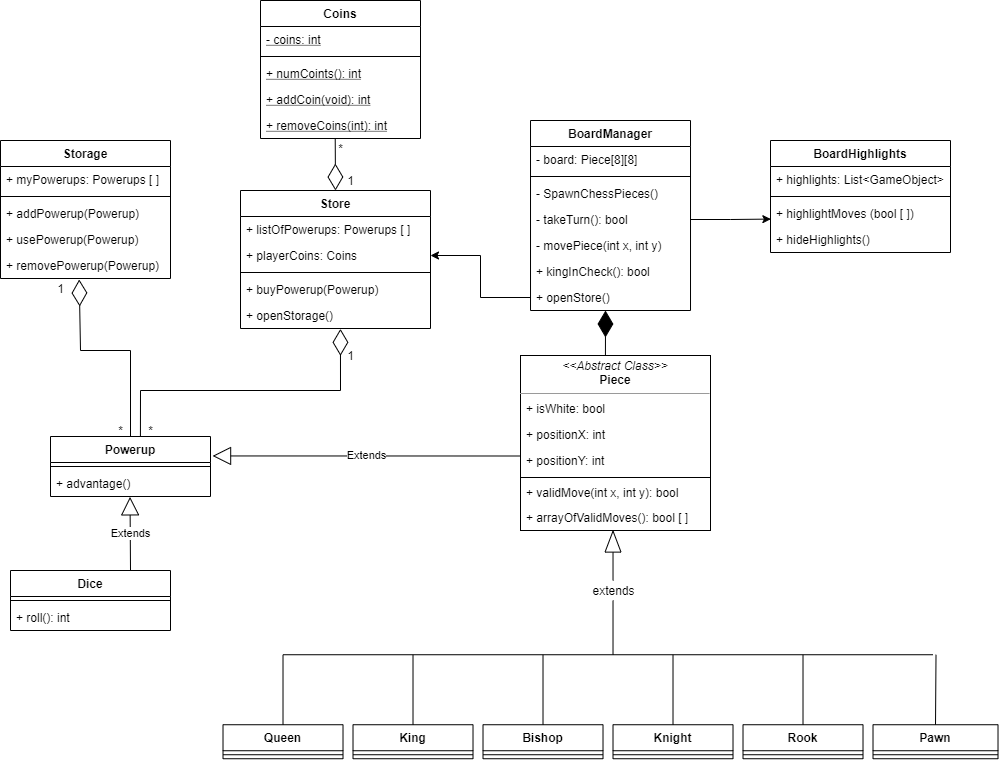 Coins
- coins: int
+ numCoints(): int
+ addCoin(void): int
+ removeCoins(int): int
*
1
Storage
+ myPowerups: Powerups [ ]
+ addPowerup(Powerup)
+ usePowerup(Powerup)
+ removePowerup(Powerup)
1
Store
+ listOfPowerups: Powerups [ ]
+ playerCoins: Coins
+ buyPowerup(Powerup)
+ openStorage()
1
BoardManager
- board: Piece[8][8]
- SpawnChessPieces()
- takeTurn(): bool
- movePiece(int x, int y)
+ kingInCheck(): bool
+ openStore()
BoardHighlights
+ highlights: List<GameObject>
+ highlightMoves (bool [ ])
+ hideHighlights()
<<Abstract Class>>
Piece
+ isWhite: bool
+ positionX: int
+ positionY: int
+ validMove(int x, int y): bool
+ arrayOfValidMoves(): bool [ ]
* *
Powerup
+ advantage()
Extends
Extends
Dice
+ roll(): int
extends
Queen
King
Bishop
Knight
Rook
Pawn